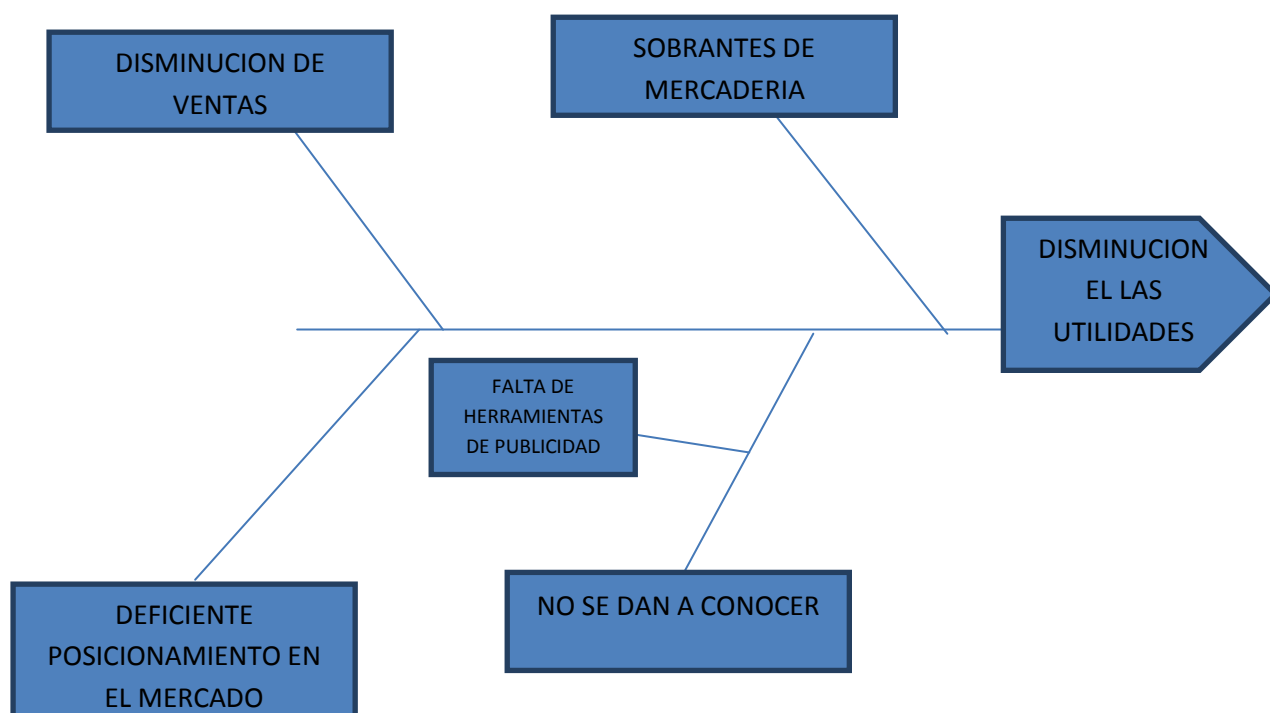 DISMINUCION DE
VENTAS
SOBRANTES DE
MERCADERIA
DISMINUCION
EL LAS
UTILIDADES
FALTA DE
HERRAMIENTAS
DE PUBLICIDAD
DEFICIENTE
POSICIONAMIENTO EN
EL MERCADO
NO SE DAN A CONOCER